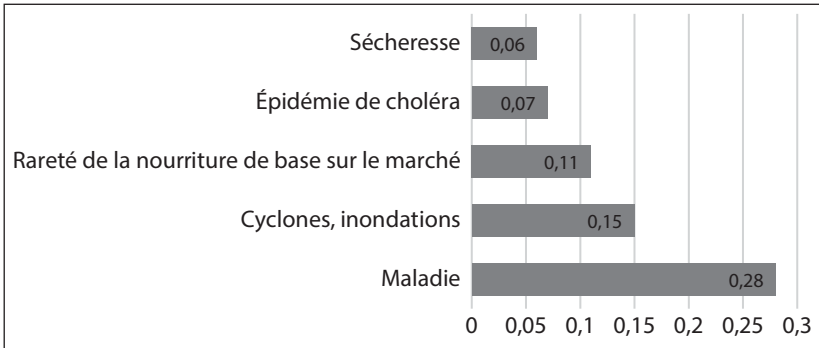 Sécheresse 0,06
Épidémie de choléra 0,07
Rareté de la nourriture de base sur le marché 0,11
Cyclones, inondations 0,15
Maladie 0,28
0 0,05 0,1 0,15 0,2 0,25 0,3